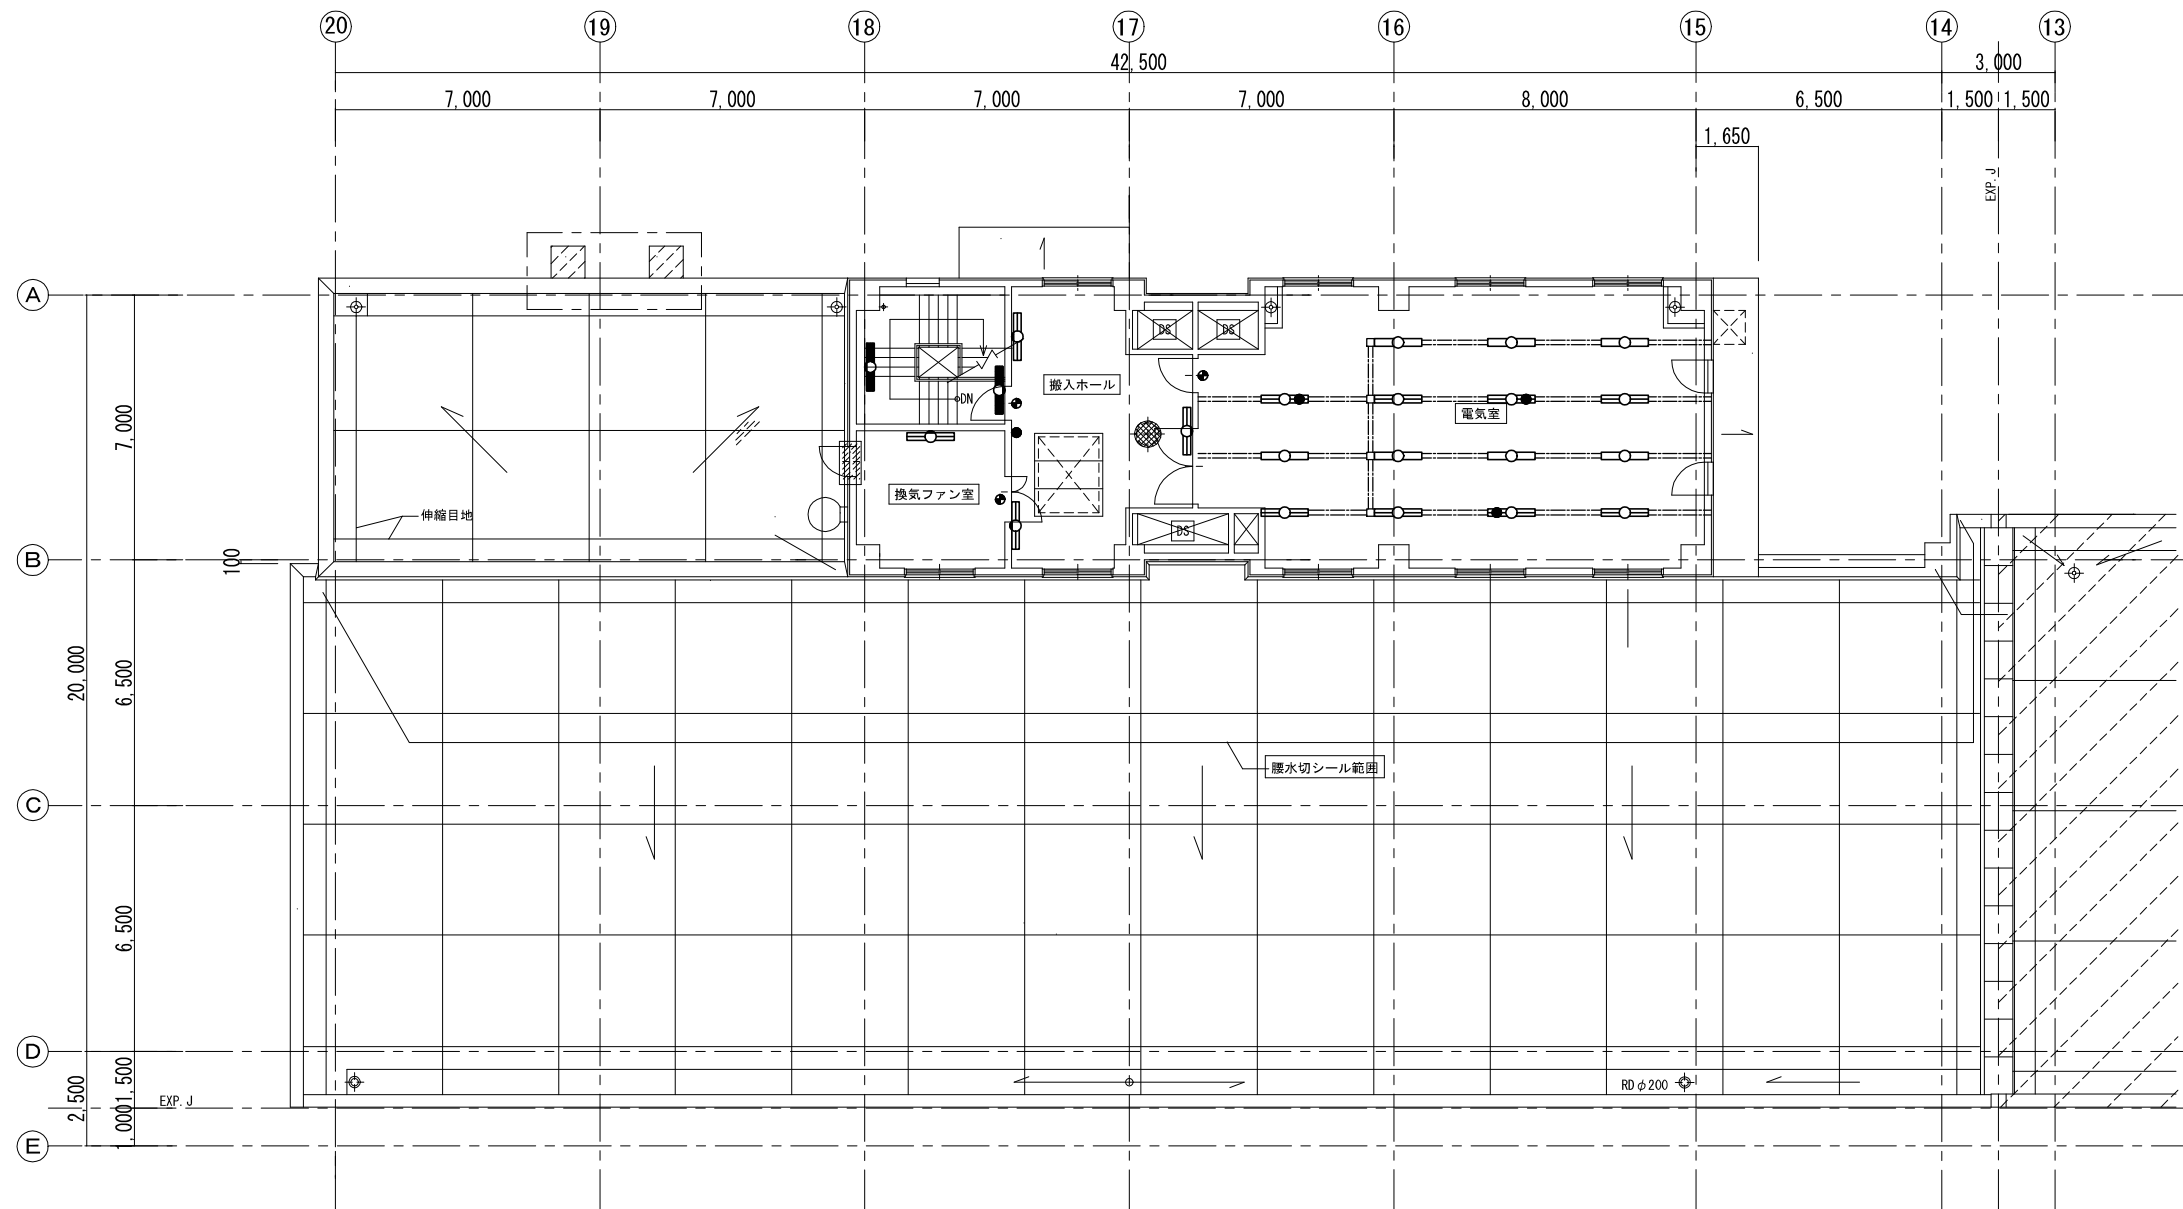 20 19 18 17 16 15 14 13
42,500 3,000
7,000 7,000 7,000 7,000 8,000 6,500 1,500 1,500
1,650
EXP.J
A
DS DS
搬入ホール
DN
電気室
7,000
換気ファン室
伸縮目地
DS
100
B
20,000
6,500
腰水切シール範囲
C
6,500
D
RDφ200
1,500
2,500
EXP.J
1,000
E